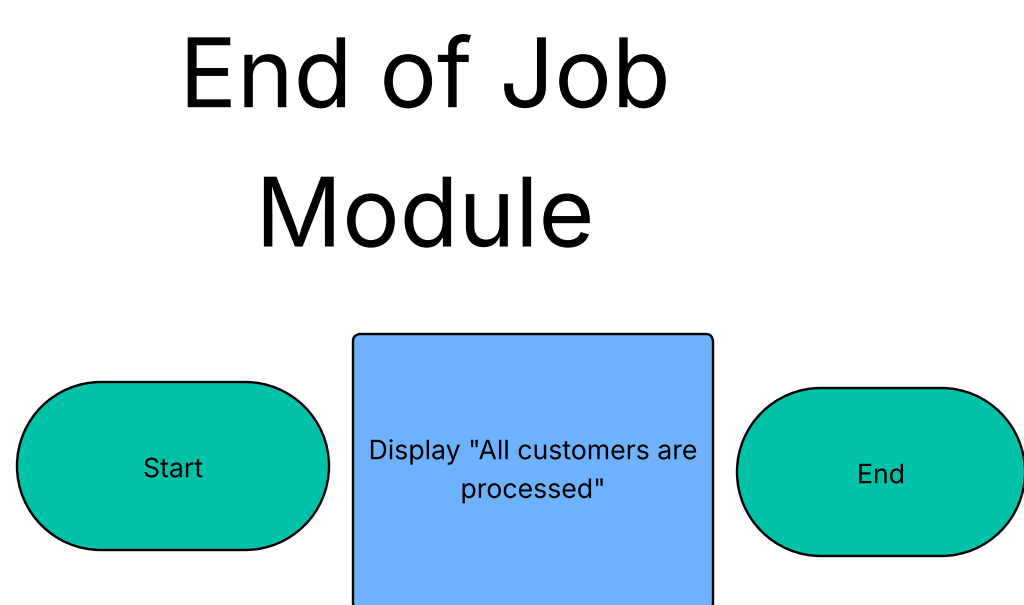 End of Job
Module
Start
Display "All customers are
processed"
End